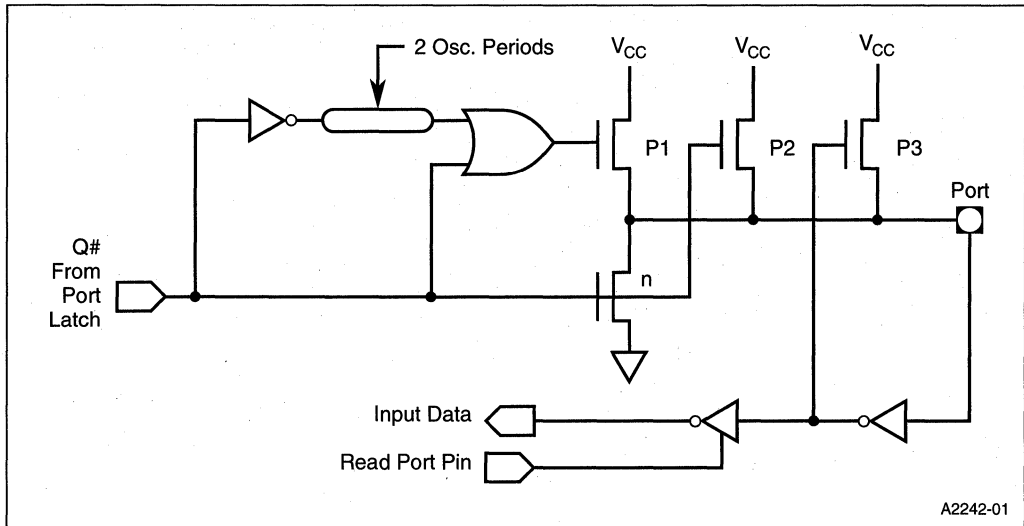 2 Osc. Periods
VCC
VCC
VCC
P1
P2
P3
Port
Q#
From
Port
Latch
n
Input Data
Read Port Pin
A2242-01